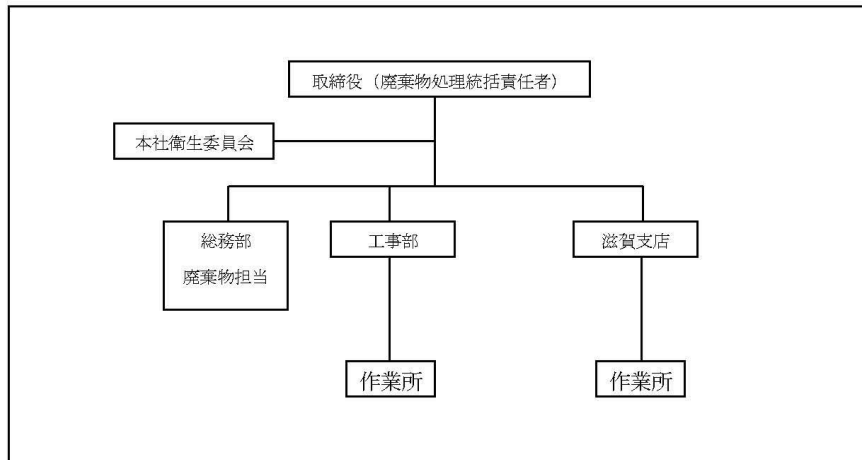 取締役（廃棄物処理統括責任者）
本社衛生委員会
総務部
廃棄物担当
工事部
滋賀支店
作業所
作業所